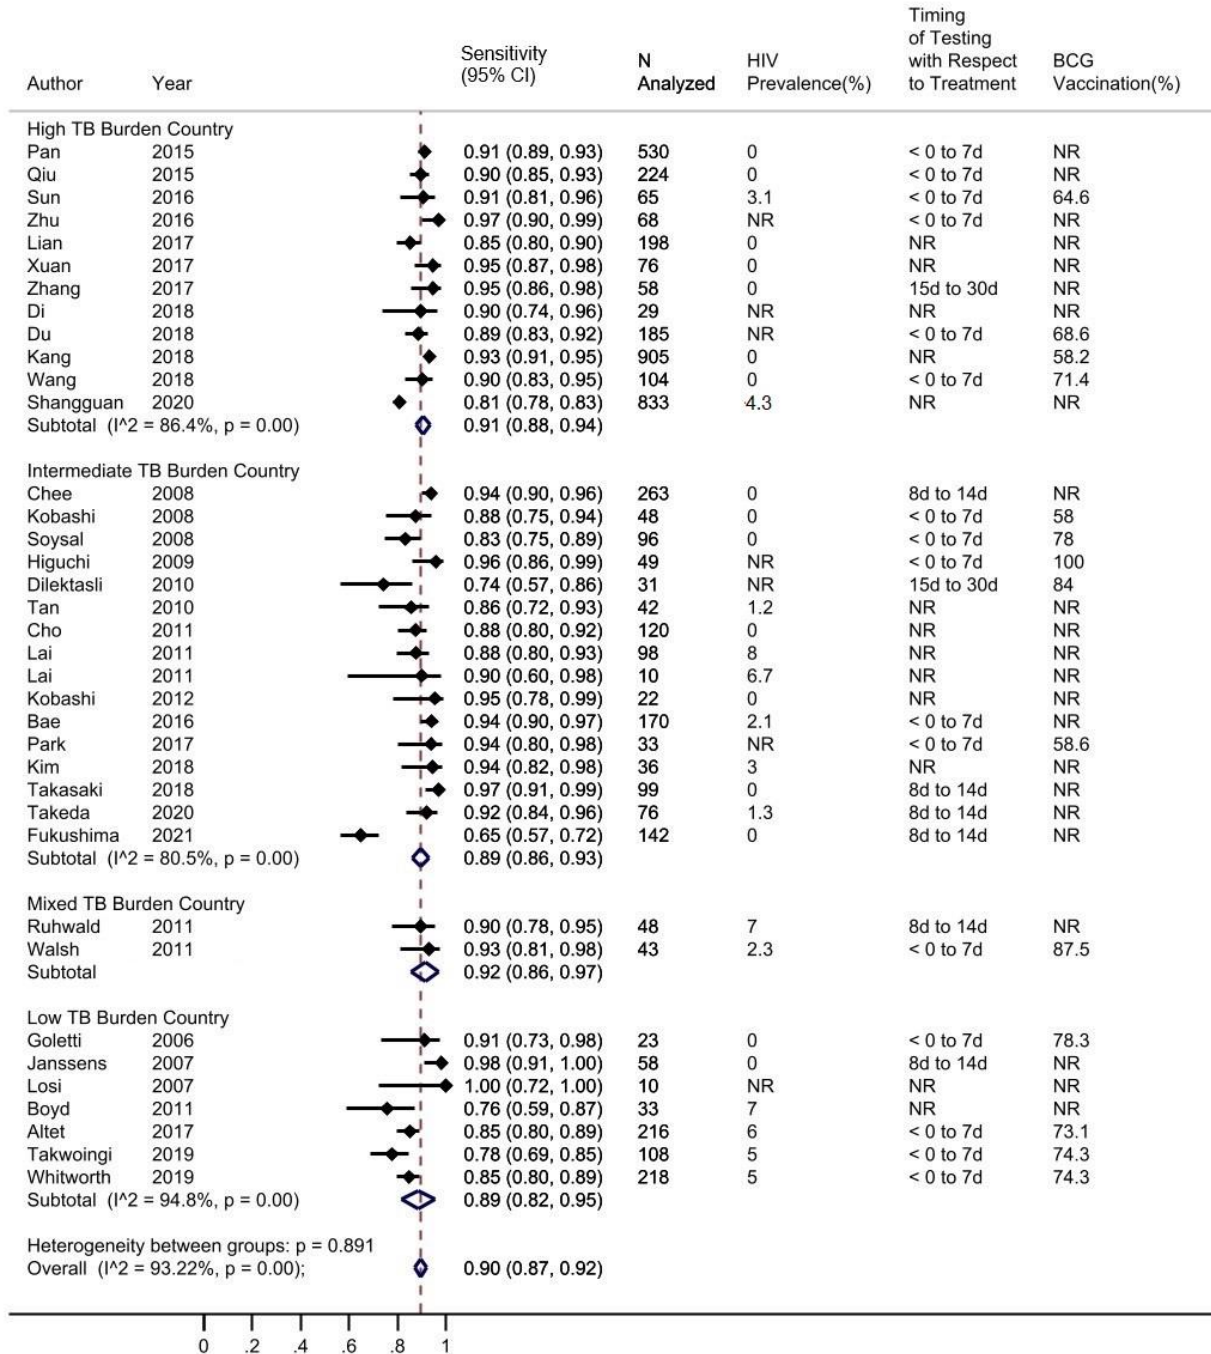 Author Year Sensitivity (95% CI) N Analyzed HIV Prevalence(%) Timing of Testing with Respect to Treatment BCG Vaccination(%)
High TB Burden Country
Pan 2015 0.91 (0.89, 0.93) 530 0 < 0 to 7d NR
Qiu 2015 0.90 (0.85, 0.93) 224 0 < 0 to 7d NR
Sun 2016 0.91 (0.81, 0.96) 65 3.1 < 0 to 7d 64.6
Zhu 2016 0.97 (0.90, 0.99) 68 NR < 0 to 7d NR
Lian 2017 0.85 (0.80, 0.90) 198 0 NR NR
Xuan 2017 0.95 (0.87, 0.98) 76 0 NR NR
Zhang 2017 0.95 (0.86, 0.98) 58 0 15d to 30d NR
Di 2018 0.90 (0.74, 0.96) 29 NR NR NR
Du 2018 0.89 (0.83, 0.92) 185 NR < 0 to 7d 68.6
Kang 2018 0.93 (0.91, 0.95) 905 0 NR 58.2
Wang 2018 0.90 (0.83, 0.95) 104 0 < 0 to 7d 71.4
Shangguan 2020 0.81 (0.78, 0.83) 833 4.3 NR NR
Subtotal (I^2 = 86.4%, p = 0.00) 0.91 (0.88, 0.94)
Intermediate TB Burden Country
Chee 2008 0.94 (0.90, 0.96) 263 0 8d to 14d NR
Kobashi 2008 0.88 (0.75, 0.94) 48 0 < 0 to 7d 58
Soysal 2008 0.83 (0.75, 0.89) 96 0 < 0 to 7d 78
Higuchi 2009 0.96 (0.86, 0.99) 49 NR < 0 to 7d 100
Dilektasli 2010 0.74 (0.57, 0.86) 31 NR 15d to 30d 84
Tan 2010 0.86 (0.72, 0.93) 42 1.2 NR NR
Cho 2011 0.88 (0.80, 0.92) 120 0 NR NR
Lai 2011 0.88 (0.80, 0.93) 98 8 NR NR
Lai 2011 0.90 (0.60, 0.98) 10 6.7 NR NR
Kobashi 2012 0.95 (0.78, 0.99) 22 0 NR NR
Bae 2016 0.94 (0.90, 0.97) 170 2.1 < 0 to 7d NR
Park 2017 0.94 (0.80, 0.98) 33 NR < 0 to 7d 58.6
Kim 2018 0.94 (0.82, 0.98) 36 3 NR NR
Takasaki 2018 0.97 (0.91, 0.99) 99 0 8d to 14d NR
Takeda 2020 0.92 (0.84, 0.96) 76 1.3 8d to 14d NR
Fukushima 2021 0.65 (0.57, 0.72) 142 0 8d to 14d NR
Subtotal (I^2 = 80.5%, p = 0.00) 0.89 (0.86, 0.93)
Mixed TB Burden Country
Ruhwald 2011 0.90 (0.78, 0.95) 48 7 8d to 14d NR
Walsh 2011 0.93 (0.81, 0.98) 43 2.3 < 0 to 7d 87.5
Subtotal 0.92 (0.86, 0.97)
Low TB Burden Country
Goletti 2006 0.91 (0.73, 0.98) 23 0 < 0 to 7d 78.3
Janssens 2007 0.98 (0.91, 1.00) 58 0 8d to 14d NR
Losi 2007 1.00 (0.72, 1.00) 10 NR NR NR
Boyd 2011 0.76 (0.59, 0.87) 33 7 NR NR
Altet 2017 0.85 (0.80, 0.89) 216 6 < 0 to 7d 73.1
Takwoingi 2019 0.78 (0.69, 0.85) 108 5 < 0 to 7d 74.3
Whitworth 2019 0.85 (0.80, 0.89) 218 5 < 0 to 7d 74.3
Subtotal (I^2 = 94.8%, p = 0.00) 0.89 (0.82, 0.95)
Heterogeneity between groups: p = 0.891
Overall (I^2 = 93.22%, p = 0.00); 0.90 (0.87, 0.92)
0 .2 .4 .6 .8 1